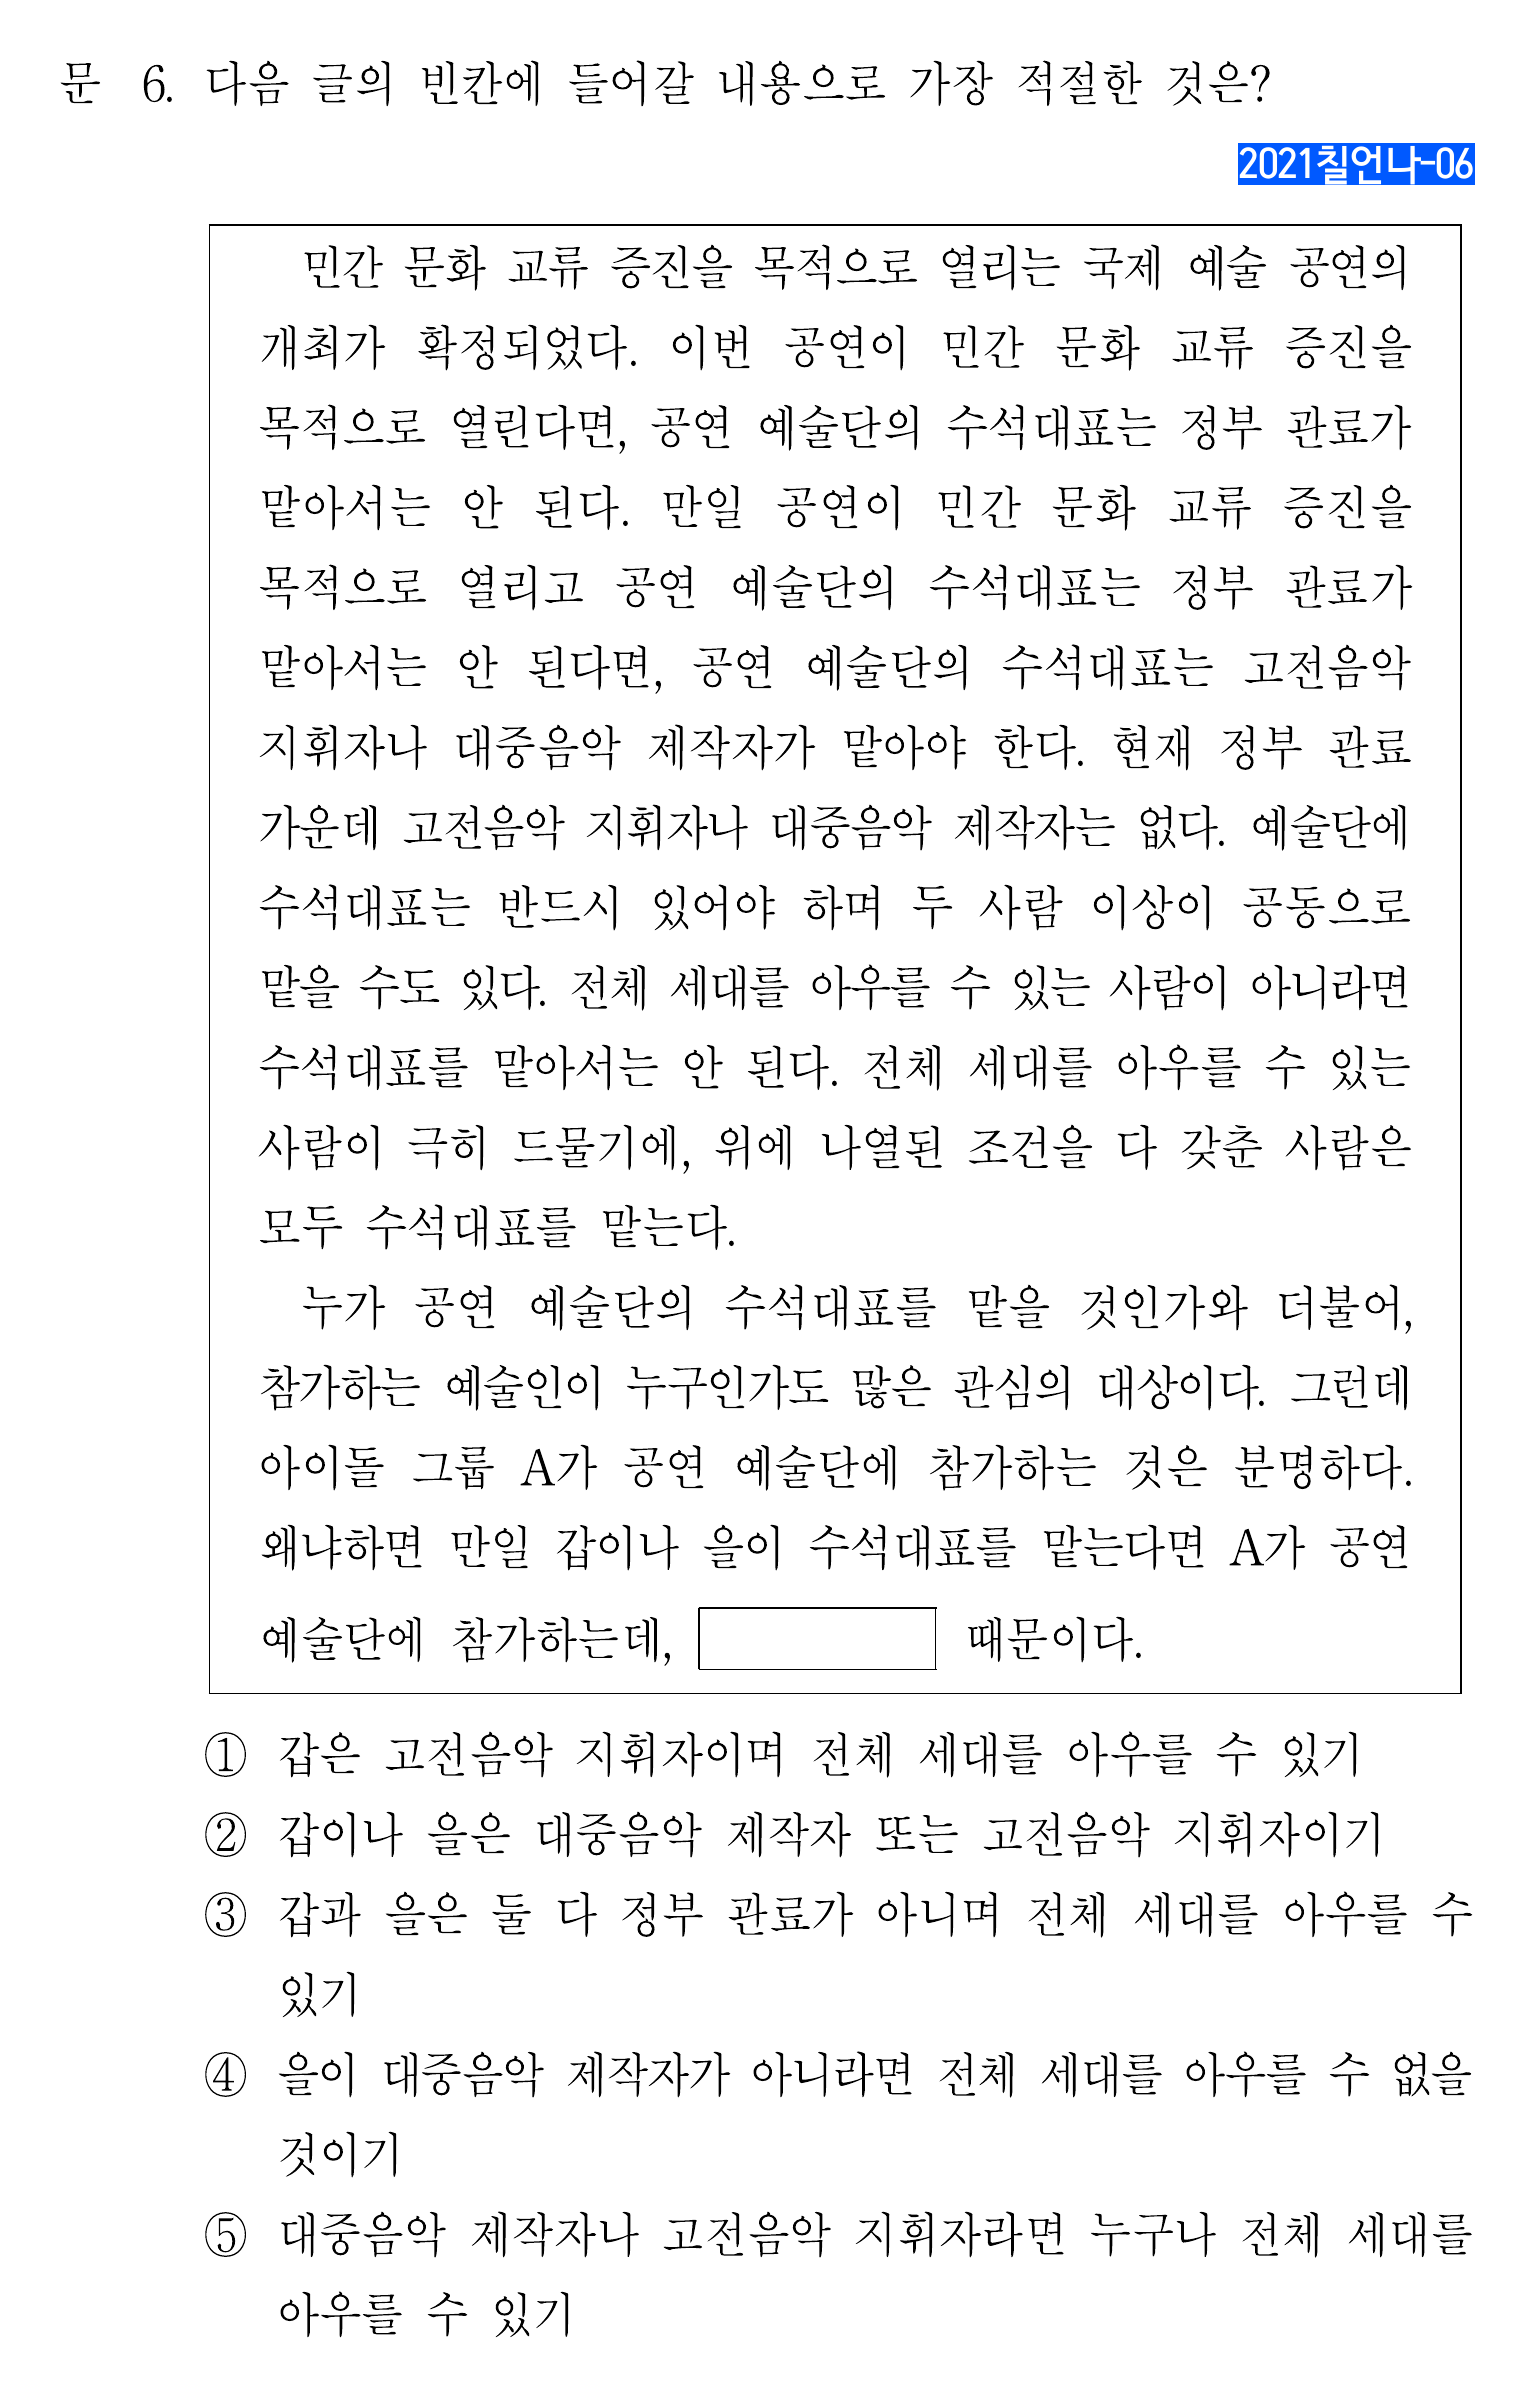 문 6. 다음 글의 빈칸에 들어갈 내용으로 가장 적절한 것은?
2021칠언나-06
민간 문화 교류 증진을 목적으로 열리는 국제 예술 공연의
개최가 확정되었다. 이번 공연이 민간 문화 교류 증진을
목적으로 열린다면, 공연 예술단의 수석대표는 정부 관료가
맡아서는 안 된다. 만일 공연이 민간 문화 교류 증진을
목적으로 열리고 공연 예술단의 수석대표는 정부 관료가
맡아서는 안 된다면, 공연 예술단의 수석대표는 고전음악
지휘자나 대중음악 제작자가 맡아야 한다. 현재 정부 관료
가운데 고전음악 지휘자나 대중음악 제작자는 없다. 예술단에
수석대표는 반드시 있어야 하며 두 사람 이상이 공동으로
맡을 수도 있다. 전체 세대를 아우를 수 있는 사람이 아니라면
수석대표를 맡아서는 안 된다. 전체 세대를 아우를 수 있는
사람이 극히 드물기에, 위에 나열된 조건을 다 갖춘 사람은
모두 수석대표를 맡는다.
누가 공연 예술단의 수석대표를 맡을 것인가와 더불어,
참가하는 예술인이 누구인가도 많은 관심의 대상이다. 그런데
아이돌 그룹 A가 공연 예술단에 참가하는 것은 분명하다.
왜냐하면 만일 갑이나 을이 수석대표를 맡는다면 A가 공연
예술단에 참가하는데, 때문이다.
① 갑은 고전음악 지휘자이며 전체 세대를 아우를 수 있기
② 갑이나 을은 대중음악 제작자 또는 고전음악 지휘자이기
③ 갑과 을은 둘 다 정부 관료가 아니며 전체 세대를 아우를 수
있기
④ 을이 대중음악 제작자가 아니라면 전체 세대를 아우를 수 없을
것이기
⑤ 대중음악 제작자나 고전음악 지휘자라면 누구나 전체 세대를
아우를 수 있기